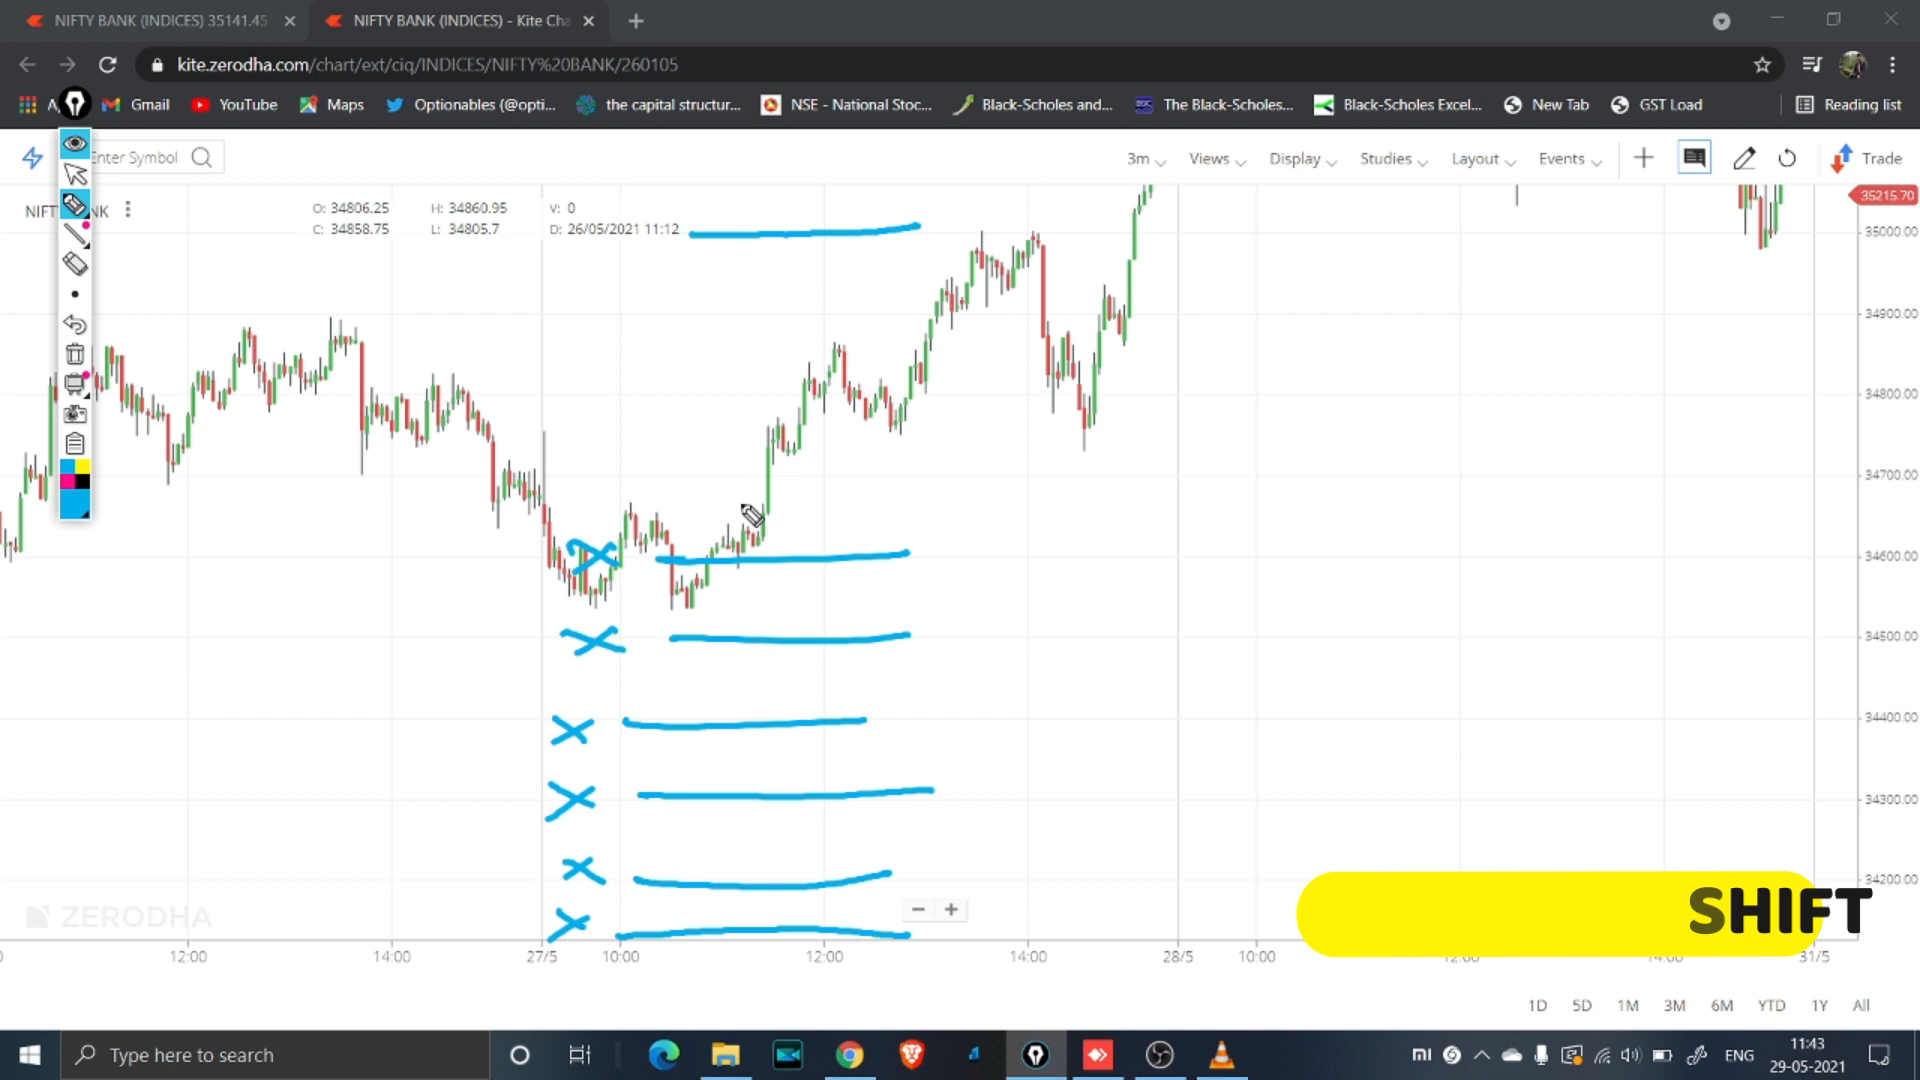 NIFTY BANK (INDICES) 35141.45
NIFTY BANK (INDICES) - Kite Cha
kite.zerodha.com/chart/ext/ciq/INDICES/NIFTY%20BANK/260105
Gmail YouTube Maps Optionables (@opti... the capital structur... NSE - National Stoc... Black-Scholes and... The Black-Scholes... Black-Scholes Excel... New Tab GST Load Reading list
Enter Symbol 3m Views Display Studies Layout Events Trade
O: 34806.25 H: 34860.95 V: 0
C: 34858.75 L: 34805.7 D: 26/05/2021 11:12
35215.70
35000.00
34900.00
34800.00
34700.00
34600.00
34500.00
34400.00
34300.00
34200.00
ZERODHA
SHIFT
12:00 14:00 27/5 10:00 12:00 14:00 28/5 10:00 12:00 14:00 31/5
1D 5D 1M 3M 6M YTD 1Y All
Type here to search
mi ENG 11:43
29-05-2021